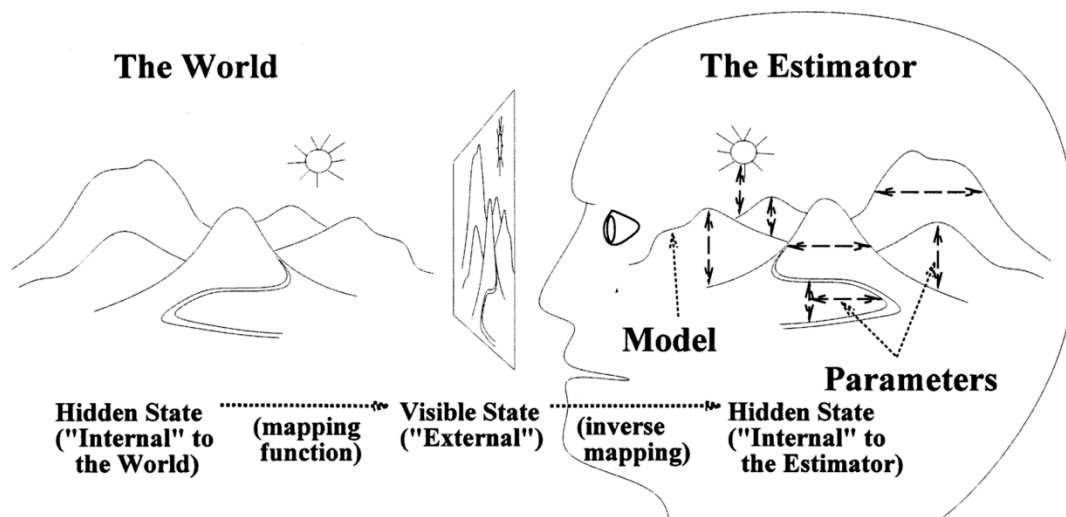 The World
The Estimator
Model
Parameters
Hidden State
("Internal" to
the World)
(mapping
function)
Visible State
("External")
(inverse
mapping)
Hidden State
("Internal" to
the Estimator)